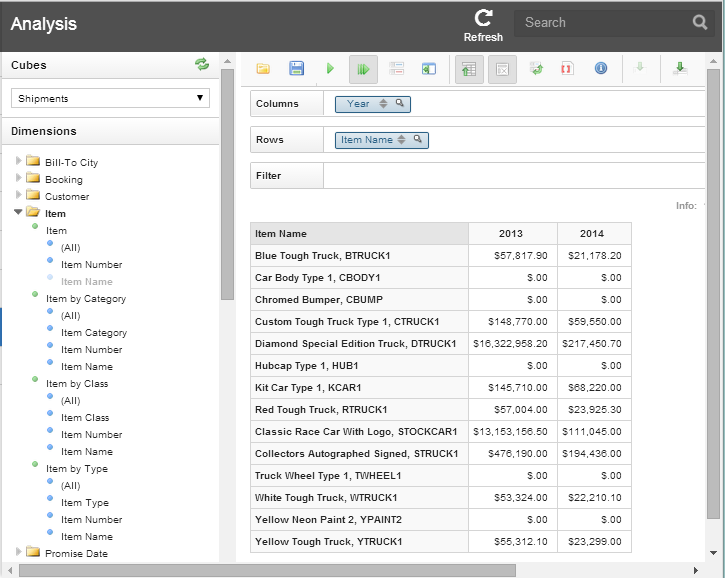 Analysis
Refresh
Search
Cubes
Shipments
Dimensions
Bill-To City
Booking
Customer
Item
Item
(All)
Item Number
Item Name
Item by Category
(All)
Item Category
Item Number
Item Name
Item by Class
(All)
Item Class
Item Number
Item Name
Item by Type
(All)
Item Type
Item Number
Item Name
Promise Date
Columns Year
Rows Item Name
Filter
Info:
Item Name 2013 2014
Blue Tough Truck, BTRUCK1 $57,817.90 $21,178.20
Car Body Type 1, CBODY1 $.00 $.00
Chromed Bumper, CBUMP $.00 $.00
Custom Tough Truck Type 1, CTRUCK1 $148,770.00 $59,550.00
Diamond Special Edition Truck, DTRUCK1 $16,322,958.20 $217,450.70
Hubcap Type 1, HUB1 $.00 $.00
Kit Car Type 1, KCAR1 $145,710.00 $68,220.00
Red Tough Truck, RTRUCK1 $57,004.00 $23,925.30
Classic Race Car With Logo, STOCKCAR1 $13,153,156.50 $111,045.00
Collectors Autographed Signed, STRUCK1 $476,190.00 $194,436.00
Truck Wheel Type 1, TWHEEL1 $.00 $.00
White Tough Truck, WTRUCK1 $53,324.00 $22,210.10
Yellow Neon Paint 2, YPAINT2 $.00 $.00
Yellow Tough Truck, YTRUCK1 $55,312.10 $23,299.00